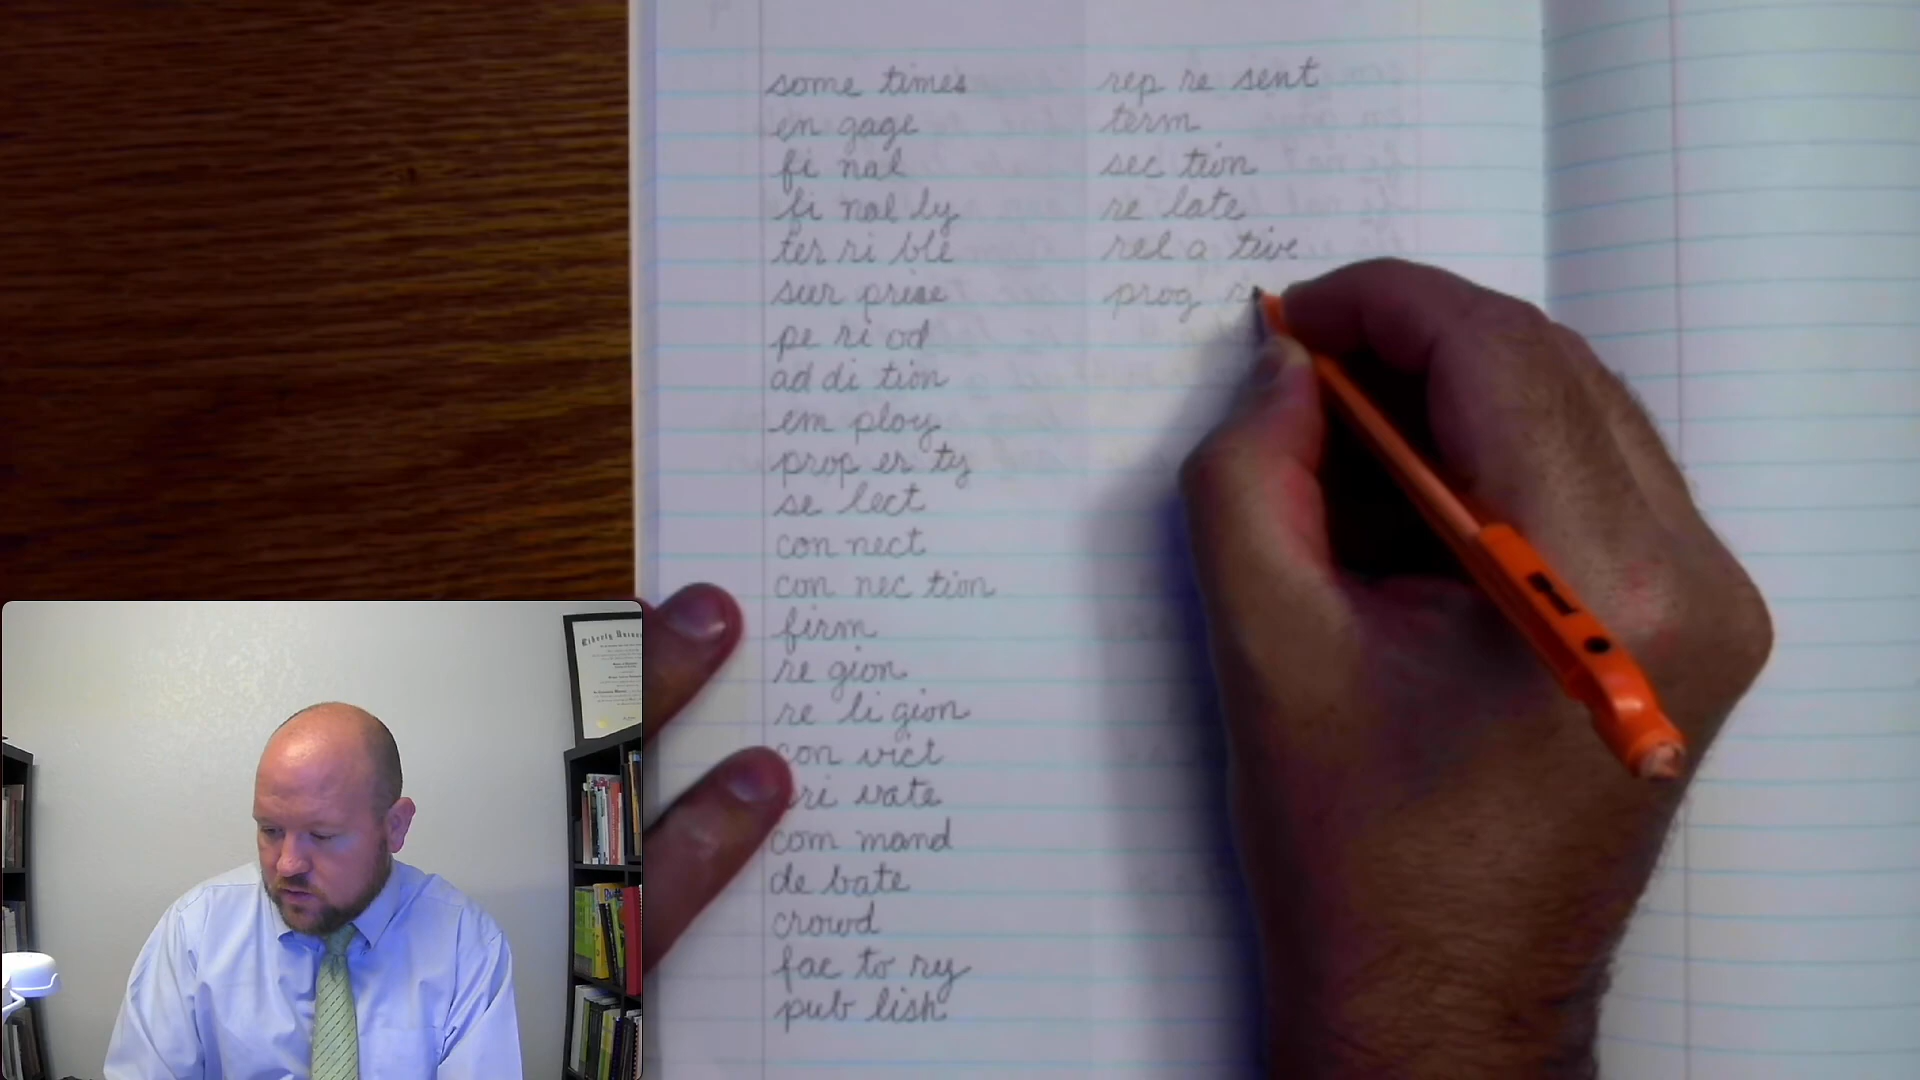 some times
en gage
fi nal
fi nal ly
ter ri ble
sur prise
pe ri od
ad di tion
em ploy
prop er ty
se lect
con nect
con nec tion
firm
re gion
re li gion
con vict
pri vate
com mand
de bate
crowd
fac to ry
pub lish
rep re sent
term
sec tion
re late
rel a tive
prog r